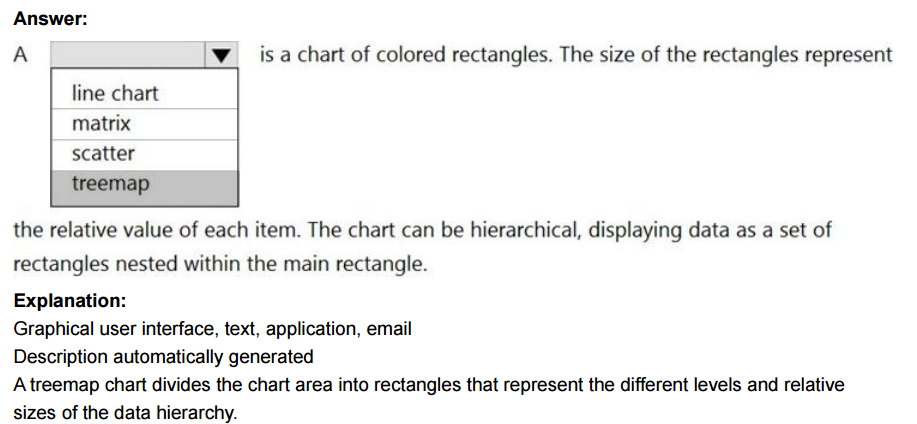 Answer:
A ▼ is a chart of colored rectangles. The size of the rectangles represent
line chart
matrix
scatter
treemap
the relative value of each item. The chart can be hierarchical, displaying data as a set of
rectangles nested within the main rectangle.
Explanation:
Graphical user interface, text, application, email
Description automatically generated
A treemap chart divides the chart area into rectangles that represent the different levels and relative
sizes of the data hierarchy.